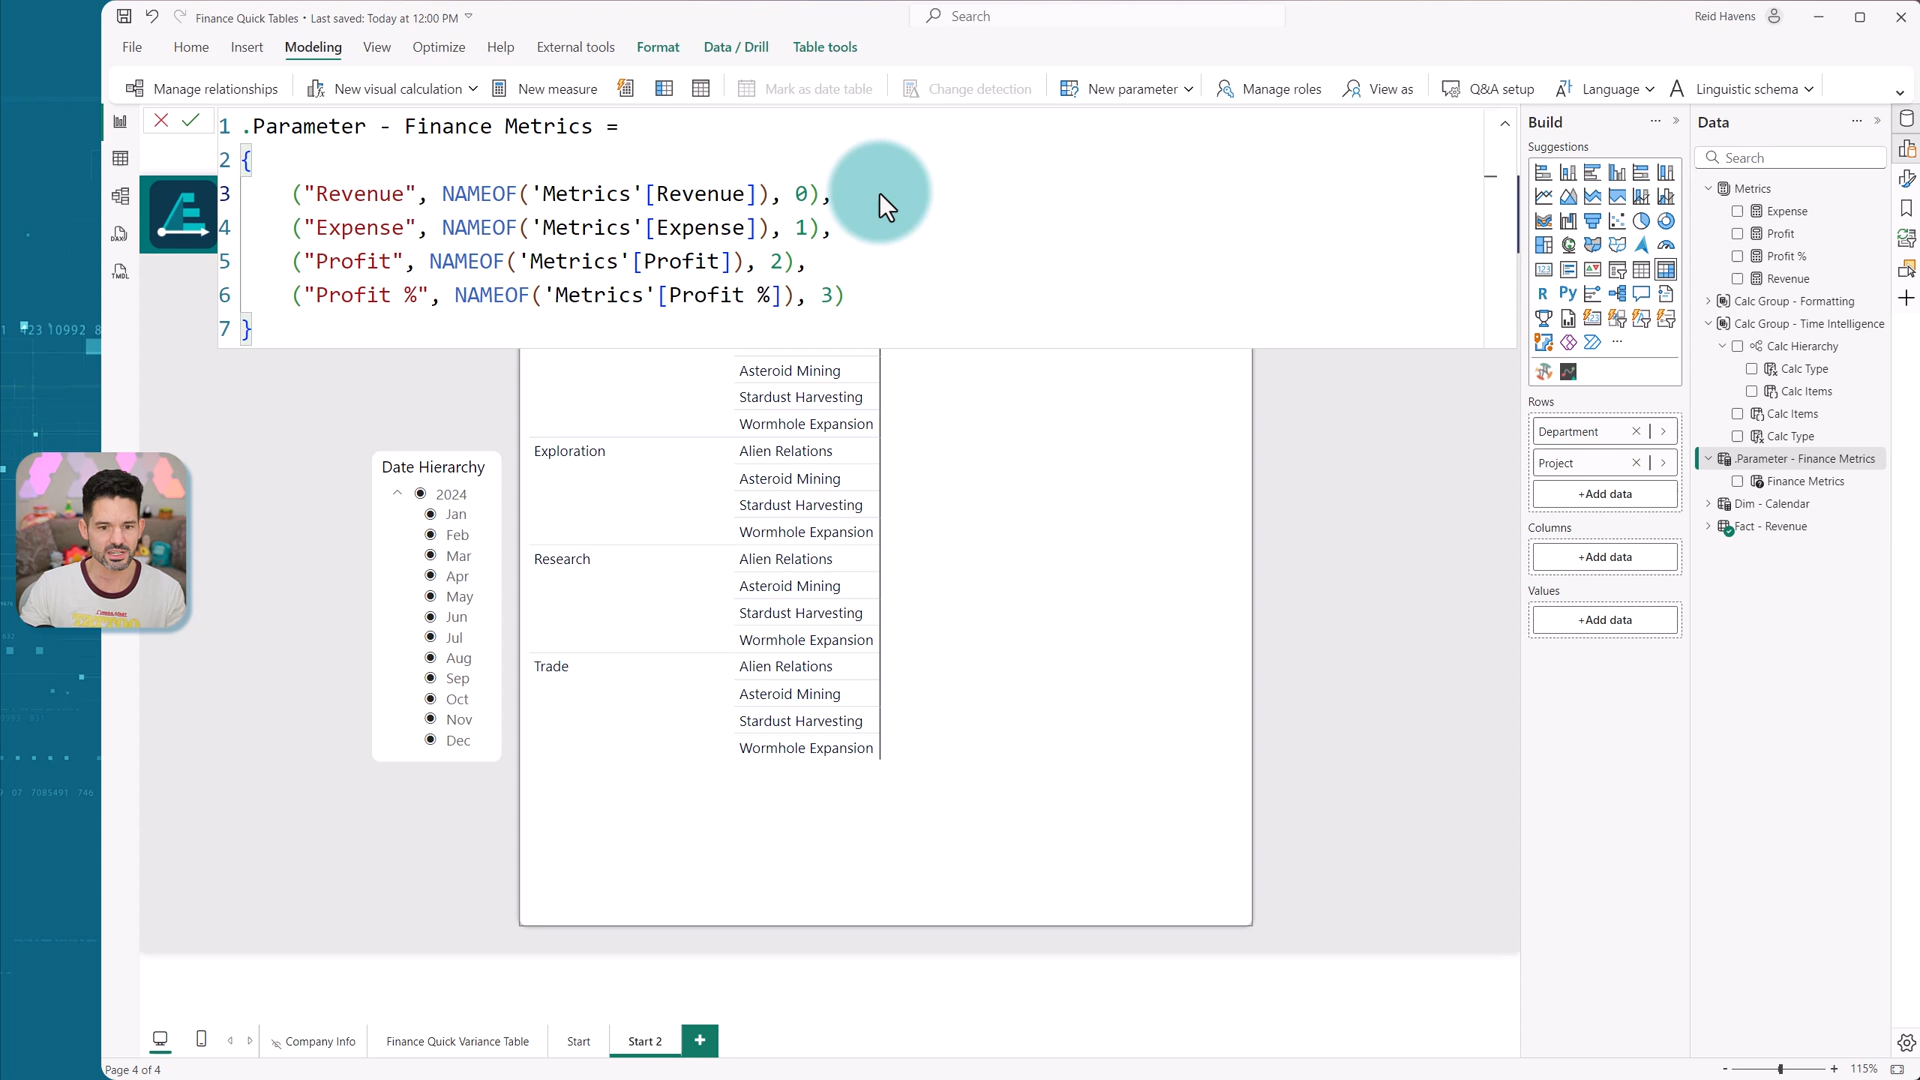 Finance Quick Tables • Last saved: Today at 12:00 PM
Search
Reid Havens
File
Home
Insert
Modeling
View
Optimize
Help
External tools
Format
Data / Drill
Table tools
Manage relationships
New visual calculation
New measure
Mark as date table
Change detection
New parameter
Manage roles
View as
Q&A setup
Language
Linguistic schema
1 .Parameter - Finance Metrics =
2 {
3 ("Revenue", NAMEOF('Metrics'[Revenue]), 0),
4 ("Expense", NAMEOF('Metrics'[Expense]), 1),
5 ("Profit", NAMEOF('Metrics'[Profit]), 2),
6 ("Profit %", NAMEOF('Metrics'[Profit %]), 3)
7 }
DAX
TMDL
Date Hierarchy
2024
Jan
Feb
Mar
Apr
May
Jun
Jul
Aug
Sep
Oct
Nov
Dec
Asteroid Mining
Stardust Harvesting
Wormhole Expansion
Exploration Alien Relations
Asteroid Mining
Stardust Harvesting
Wormhole Expansion
Research Alien Relations
Asteroid Mining
Stardust Harvesting
Wormhole Expansion
Trade Alien Relations
Asteroid Mining
Stardust Harvesting
Wormhole Expansion
Build
Suggestions
R
Py
123
Rows
Department
Project
+Add data
Columns
+Add data
Values
+Add data
Data
Search
Metrics
Expense
Profit
Profit %
Revenue
Calc Group - Formatting
Calc Group - Time Intelligence
Calc Hierarchy
Calc Type
Calc Items
Calc Items
Calc Type
.Parameter - Finance Metrics
Finance Metrics
Dim - Calendar
Fact - Revenue
Company Info
Finance Quick Variance Table
Start
Start 2
Page 4 of 4
115%